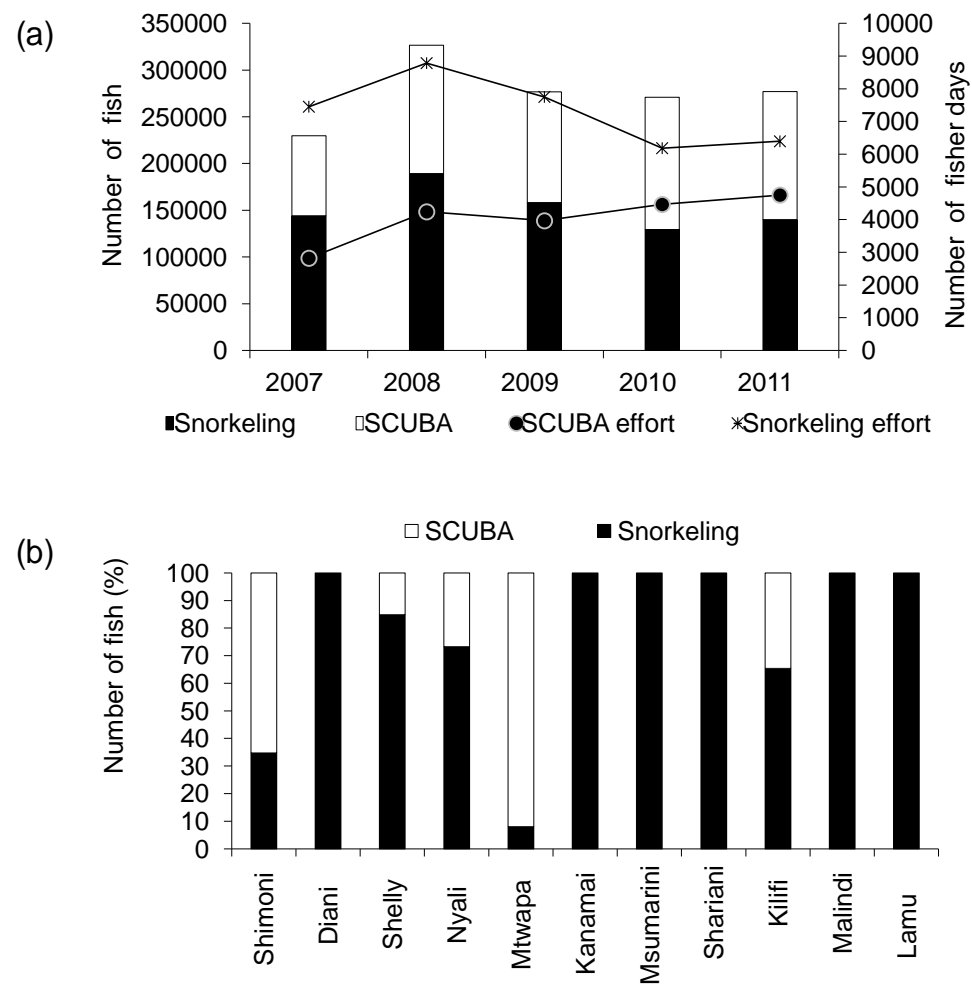 (a)
Number of fish
350000
300000
250000
200000
150000
100000
50000
0
10000
9000
8000
7000
6000
5000
4000
3000
2000
1000
0
Number of fisher days
2007 2008 2009 2010 2011
Snorkeling SCUBA SCUBA effort Snorkeling effort
(b)
SCUBA Snorkeling
Number of fish (%)
100
90
80
70
60
50
40
30
20
10
0
Shimoni
Diani
Shelly
Nyali
Mtwapa
Kanamai
Msumarini
Shariani
Kilifi
Malindi
Lamu